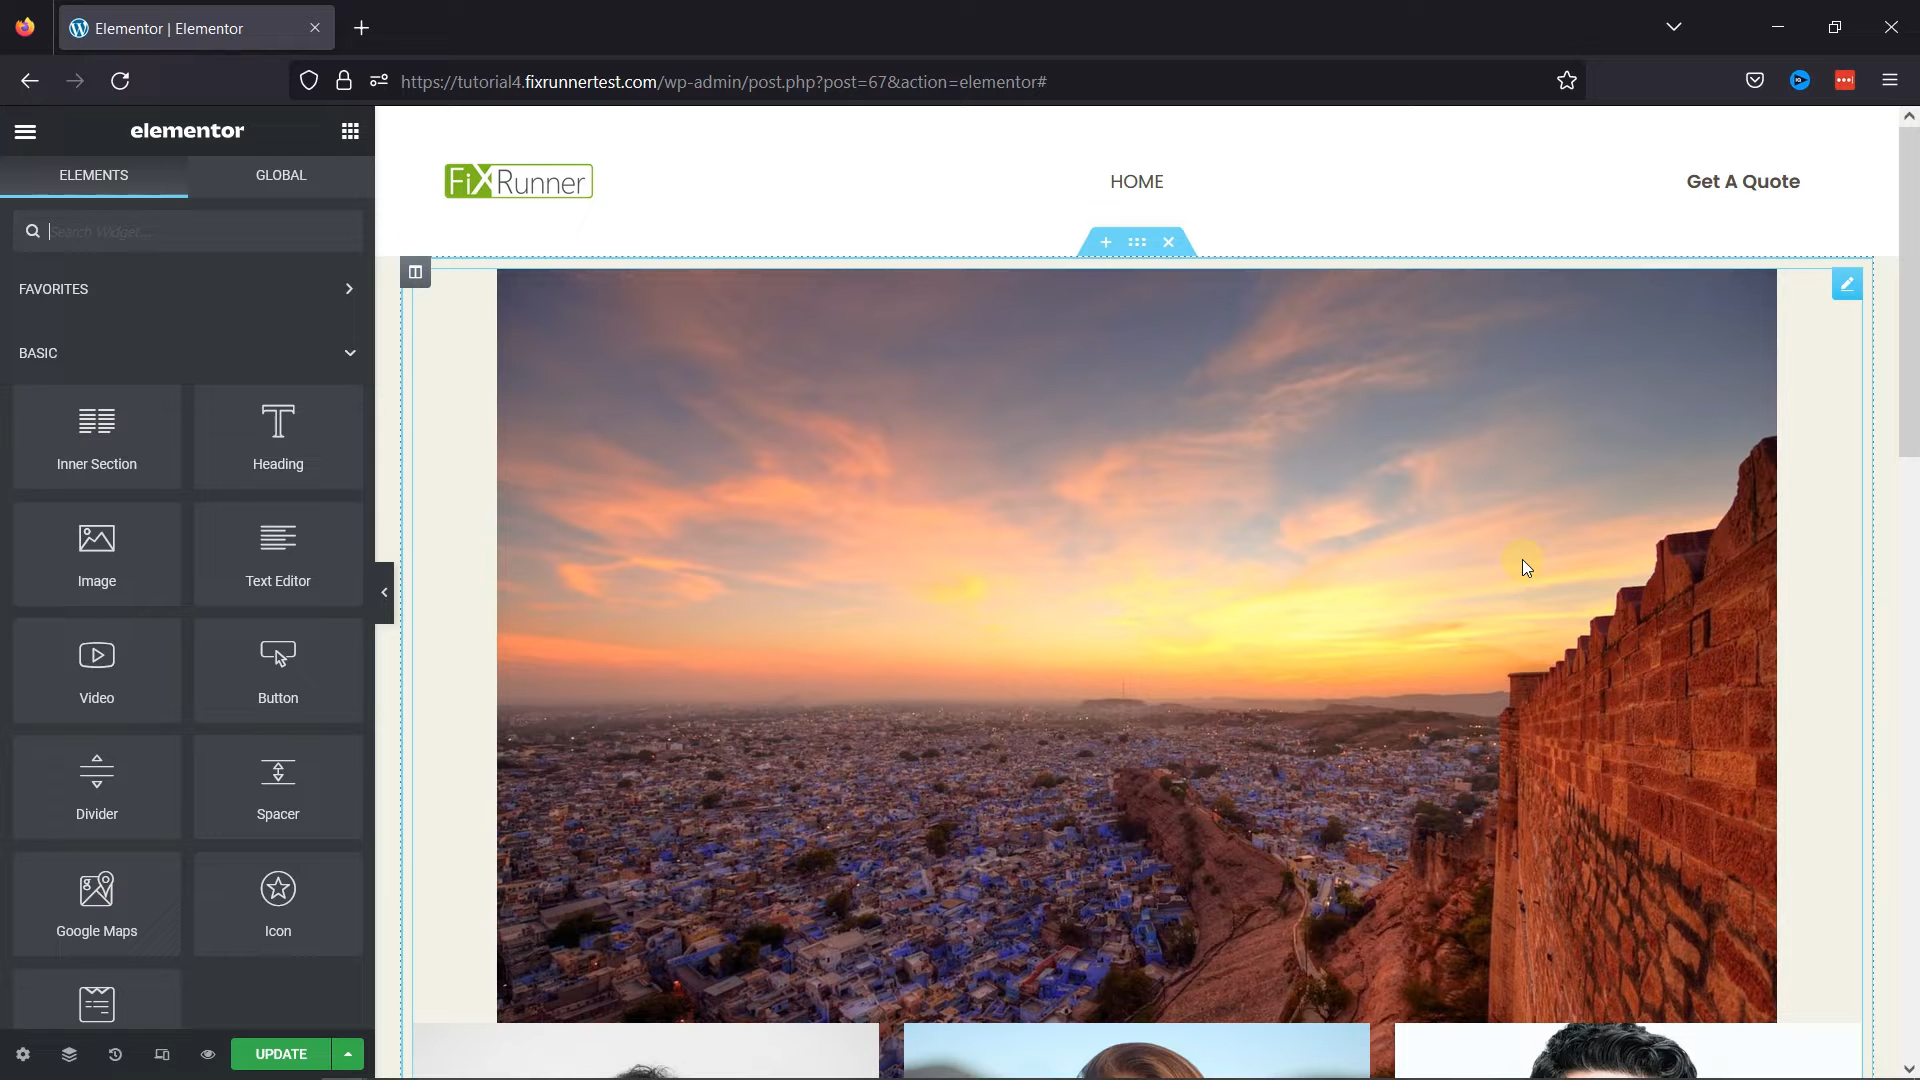 Elementor | Elementor
https://tutorial4.fixrunnertest.com/wp-admin/post.php?post=67&action=elementor#
elementor
ELEMENTS
GLOBAL
Search Widget...
FAVORITES
BASIC
Inner Section
Heading
Image
Text Editor
Video
Button
Divider
Spacer
Google Maps
Icon
UPDATE
FiXRunner
HOME
Get A Quote